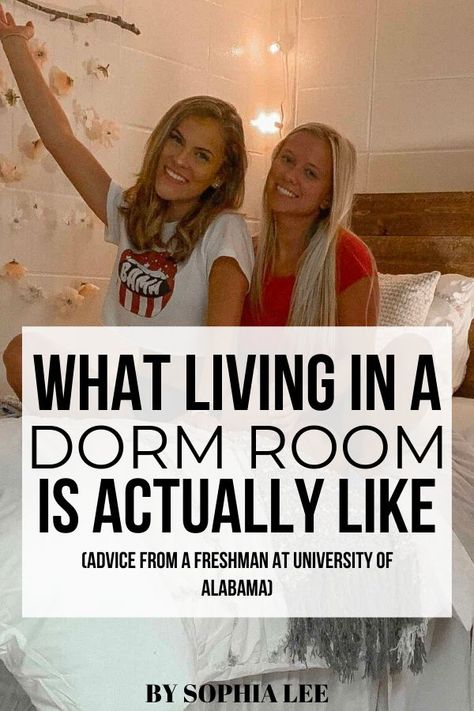 BAMA
WHAT LIVING IN A
DORM ROOM
IS ACTUALLY LIKE
(ADVICE FROM A FRESHMAN AT UNIVERSITY OF
ALABAMA)
BY SOPHIA LEE